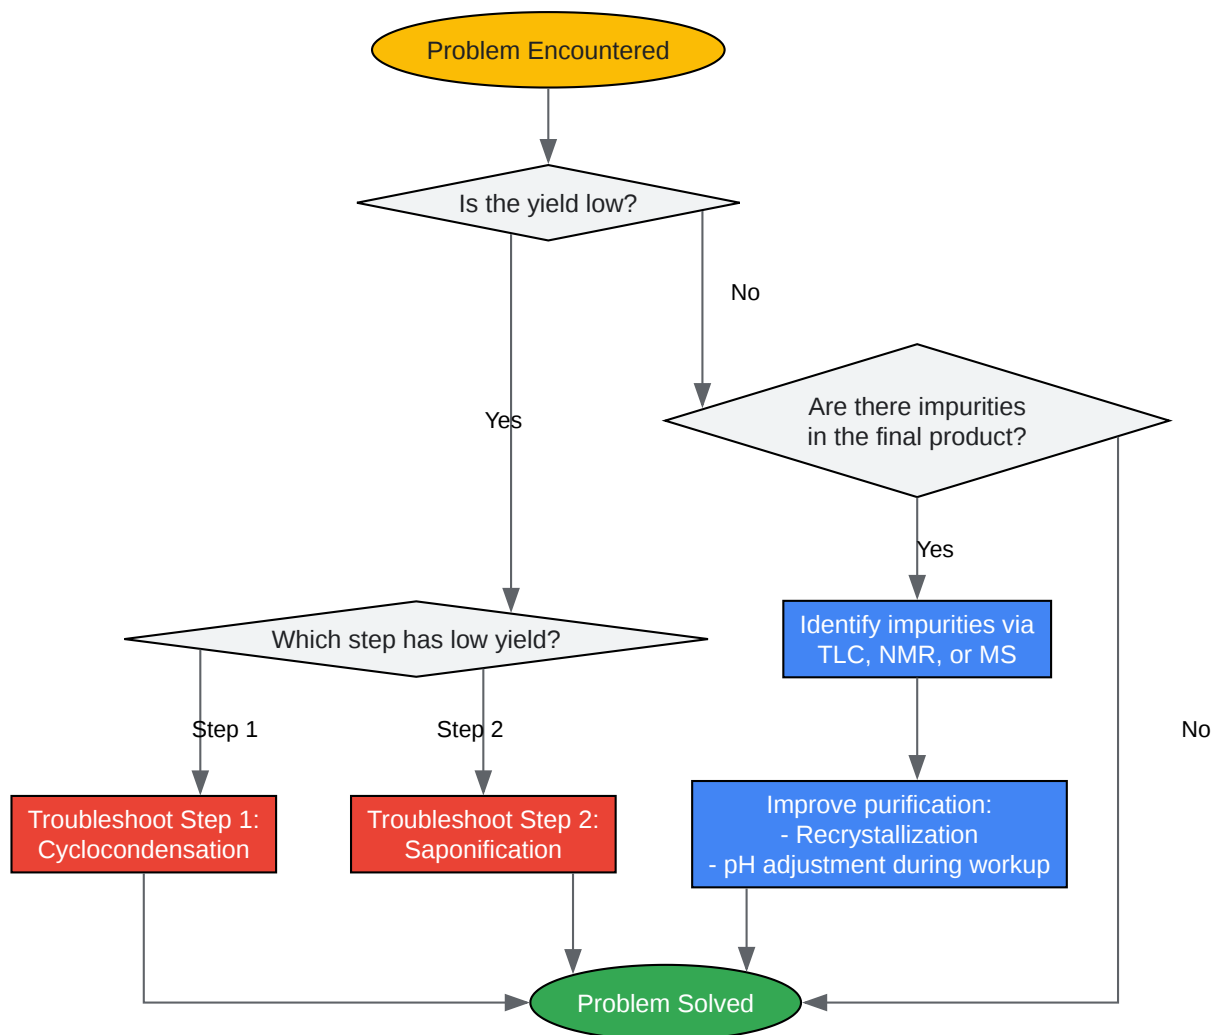 Problem Encountered
Is the yield low?
No
Are there impurities
in the final product?
Yes
Yes
Identify impurities via
TLC, NMR, or MS
Which step has low yield?
Step 1
Step 2
No
Troubleshoot Step 1:
Cyclocondensation
Troubleshoot Step 2:
Saponification
Improve purification:
- Recrystallization
- pH adjustment during workup
Problem Solved